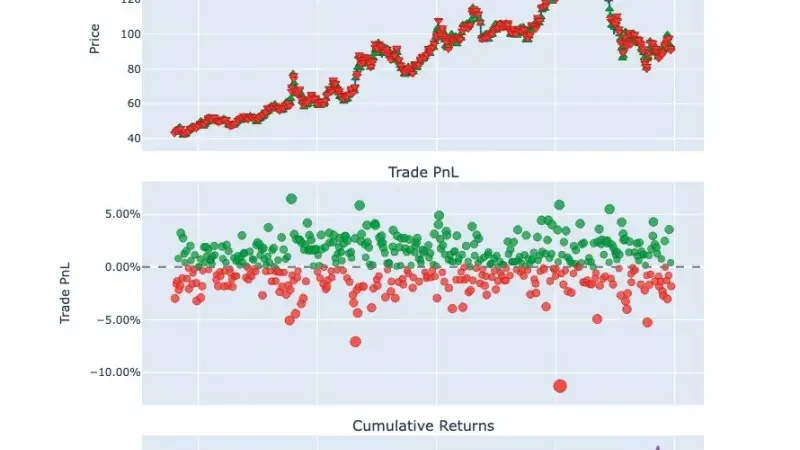 120
Price
100
80
60
40
Trade PnL
5.00%
0.00%
Trade PnL
−5.00%
−10.00%
Cumulative Returns